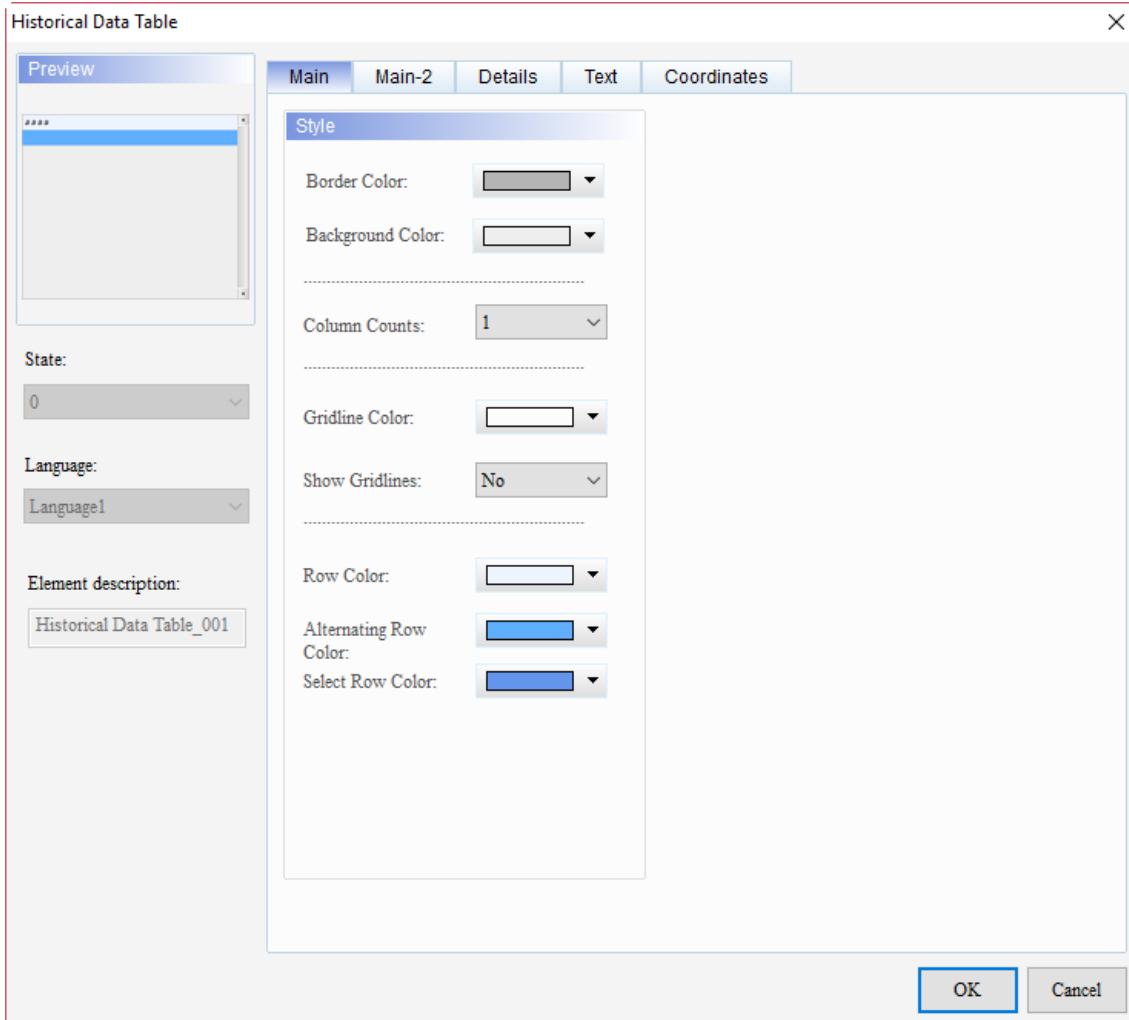 Historical Data Table
Preview
####
State:
0
Language:
Language1
Element description:
Historical Data Table_001
Main Main-2 Details Text Coordinates
Style
Border Color:
Background Color:
Column Counts: 1
Gridline Color:
Show Gridlines: No
Row Color:
Alternating Row
Color:
Select Row Color:
OK Cancel